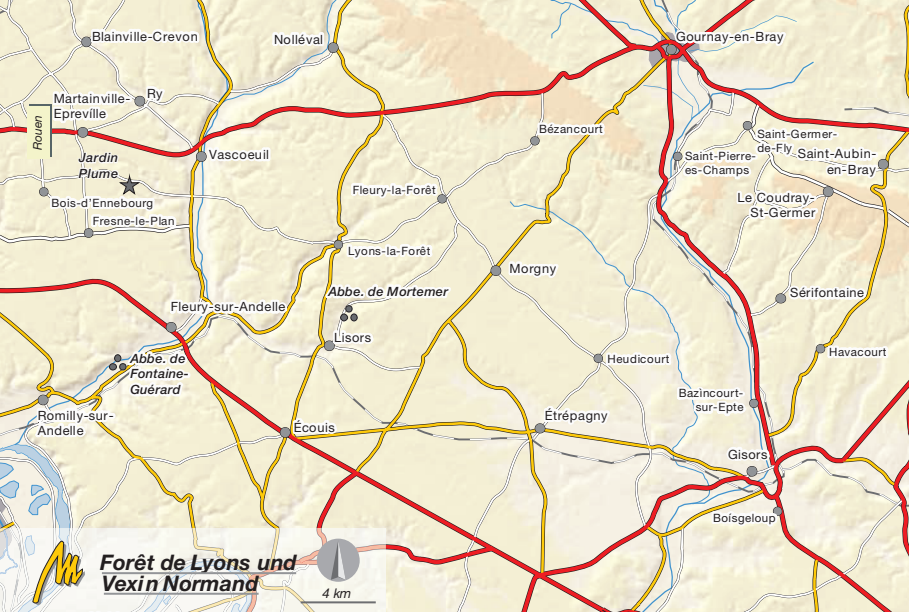 Blainville-Crevon
Nolléval
Gournay-en-Bray
Martainville-
Epreville
Ry
Rouen
Bézancourt
Saint-Germer-
de-Fly
Vascoeuil
Jardin
Plume
Saint-Pierre-
es-Champs
Saint-Aubin-
en-Bray
Bois-d'Ennebourg
Fleury-la-Forêt
Le Coudray-
St-Germer
Fresne-le-Plan
Lyons-la-Forêt
Morgny
Abbe. de Mortemer
Sérifontaine
Fleury-sur-Andelle
Lisors
Abbe. de
Fontaine-
Guérard
Heudicourt
Havacourt
Bazincourt-
sur-Epte
Romilly-sur-
Andelle
Écouis
Étrépagny
Gisors
Boisgeloup
Forêt de Lyons und
Vexin Normand
4 km